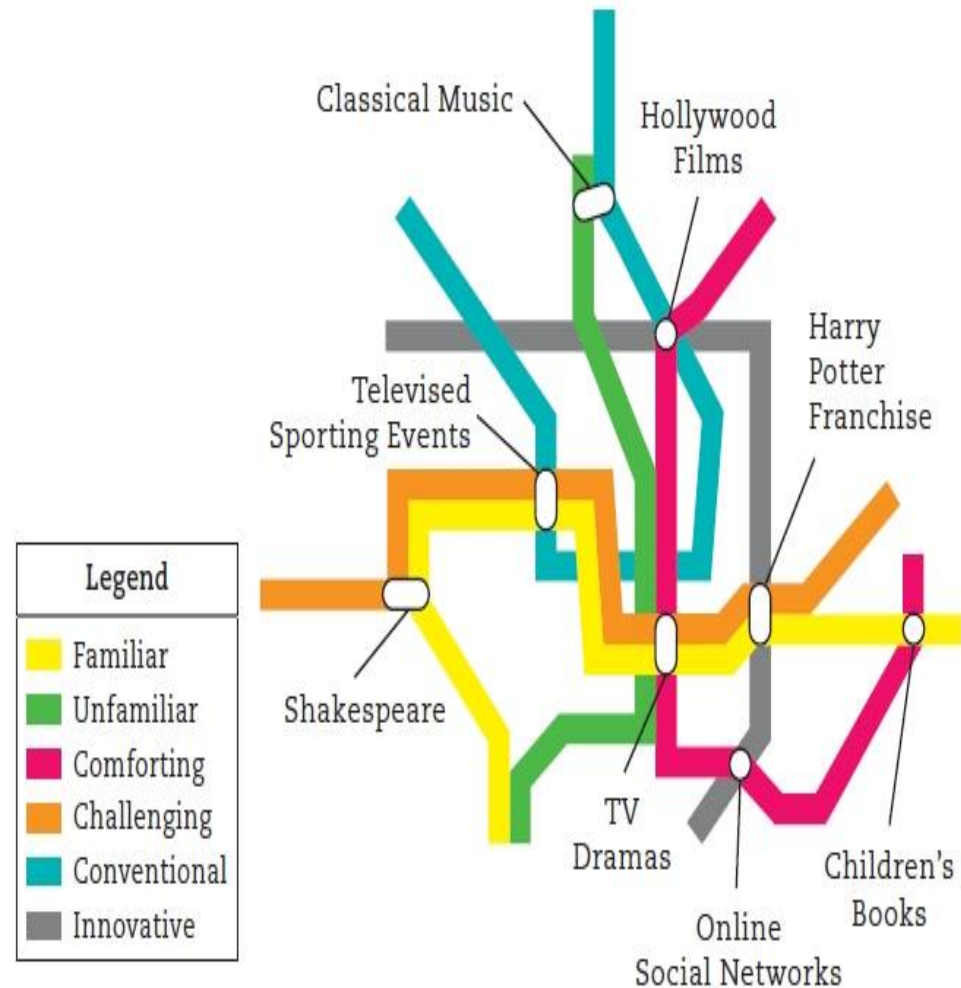 Classical Music
Hollywood
Films
Harry
Potter
Franchise
Televised
Sporting Events
Legend
Familiar
Unfamiliar
Comforting
Challenging
Conventional
Innovative
Shakespeare
TV
Dramas
Children’s
Books
Online
Social Networks